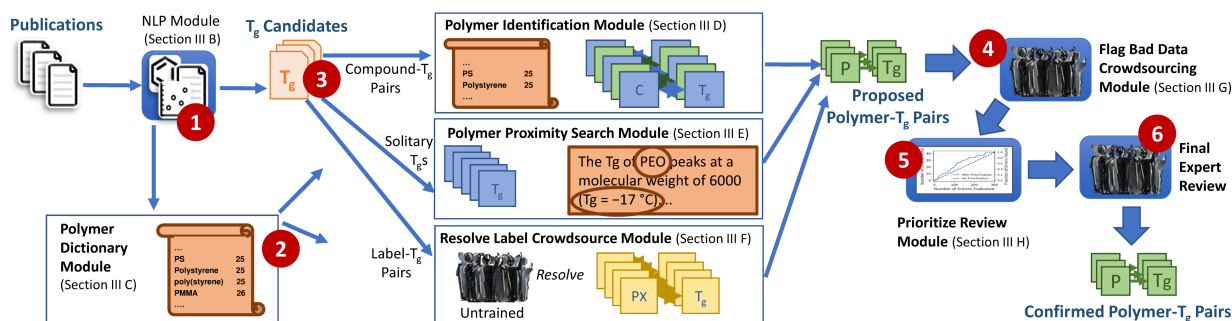 Publications
NLP Module
(Section III B)
1
Tg Candidates
Tg
3
Compound-Tg
Pairs
Solitary
Tgs
Label-Tg
Pairs
Polymer
Dictionary
Module
(Section III C)
...
PS 25
Polystyrene 25
poly(styrene) 25
PMMA 26
....
2
Polymer Identification Module (Section III D)
...
PS 25
Polystyrene 25
....
C
Tg
Polymer Proximity Search Module (Section III E)
Tg
The Tg of PEO peaks at a
molecular weight of 6000
(Tg = −17 °C)...
Resolve Label Crowdsource Module (Section III F)
Untrained
Resolve
PX
Tg
P
Tg
Proposed
Polymer-Tg Pairs
4
Flag Bad Data
Crowdsourcing
Module (Section III G)
5
Number of Entries Evaluated
Prioritize Review
Module (Section III H)
6
Final
Expert
Review
P
Tg
Confirmed Polymer-Tg Pairs